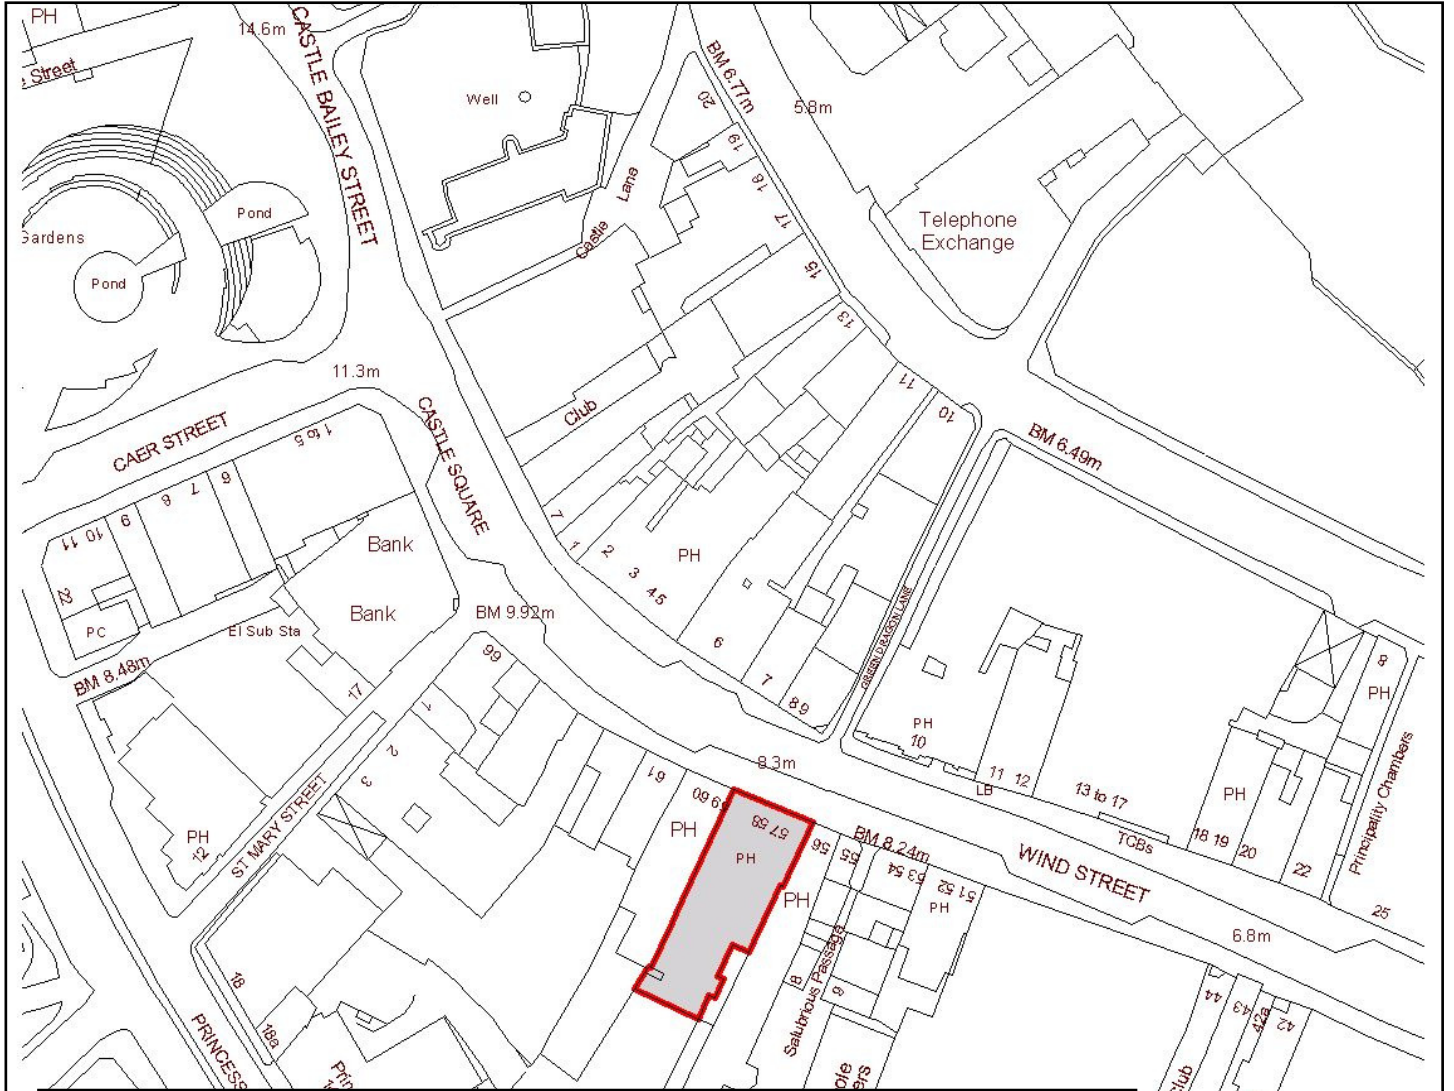 PH
14.6m
e Street
CASTLE BAILEY STREET
Well
BM 6.77m
5.8m
20
19
18
17
15
13
11
10
Castle Lane
Telephone
Exchange
Pond
Gardens
Pond
11.3m
CAER STREET
CASTLE SQUARE
Club
BM 6.49m
1 to 5
6
7
8
9
10 11
22
PC
El Sub Sta
Bank
Bank
BM 8.48m
17
BM 9.92m
7
1
2
3
4 5
PH
6
7
8 9
GREEN DRAGON LANE
66
1
2
3
ST MARY STREET
PH
12
61
9 60
PH
57 58
PH
8.3m
56
55
BM 8.24m
53 54
51 52
PH
PH
PH
10
11
12
LB
13 to 17
TCBs
PH
18 19
20
22
8
PH
Principality Chambers
25
WIND STREET
6.8m
Salubrious Passage
8
9
18
18a
PRINCESS
Prin
ole
ers
lub
44
43
42a
42